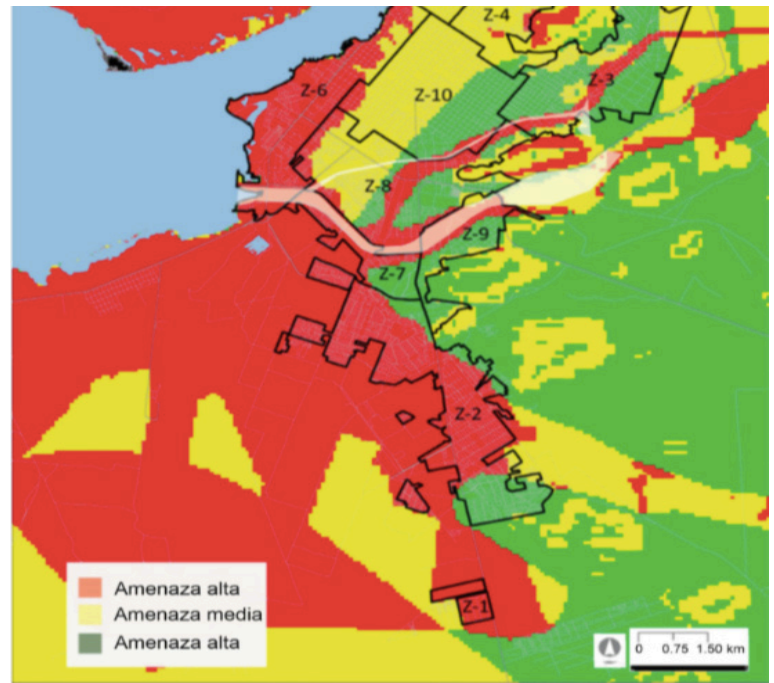 Z-4
Z-6
Z-10
Z-3
Z-8
Z-9
Z-7
Z-2
Z-1
Amenaza alta
Amenaza media
Amenaza alta
0 0.75 1.50 km